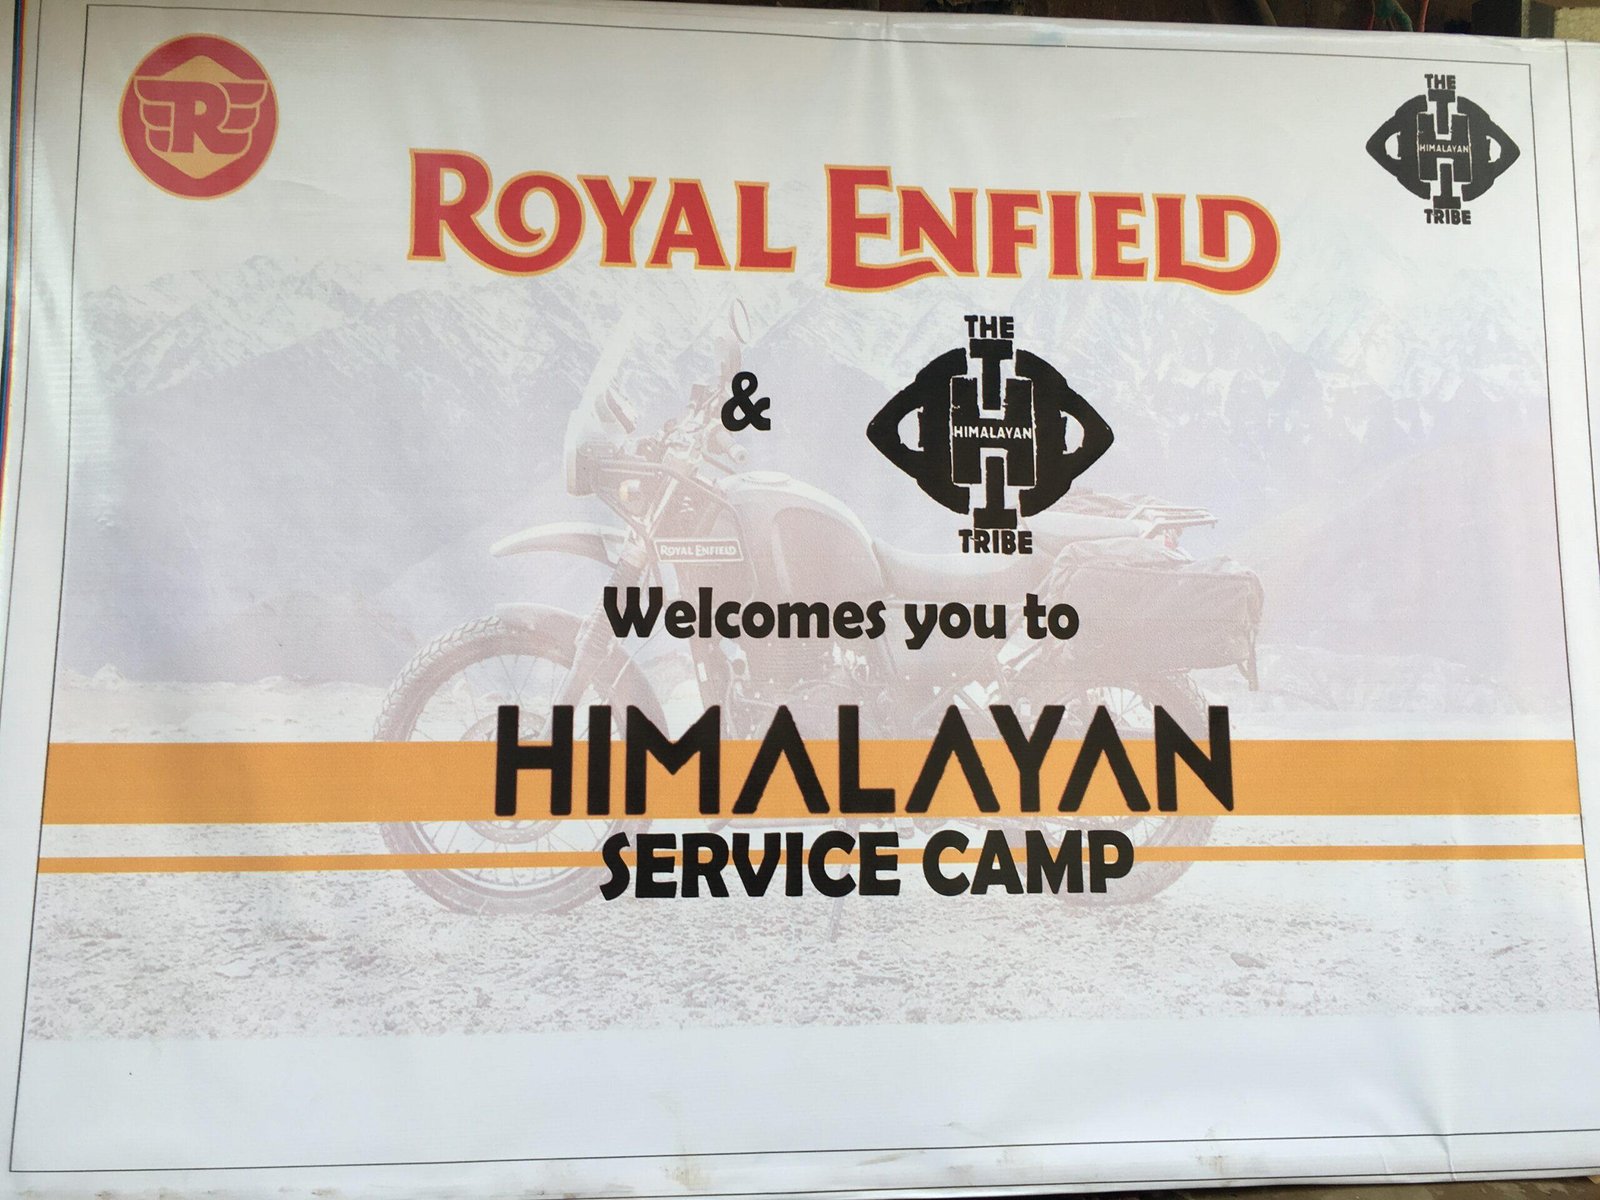 R
THE
HIMALAYAN
TRIBE
ROYAL ENFIELD
&
THE
HIMALAYAN
TRIBE
ROYAL ENFIELD
Welcomes you to
HIMALAYAN
SERVICE CAMP